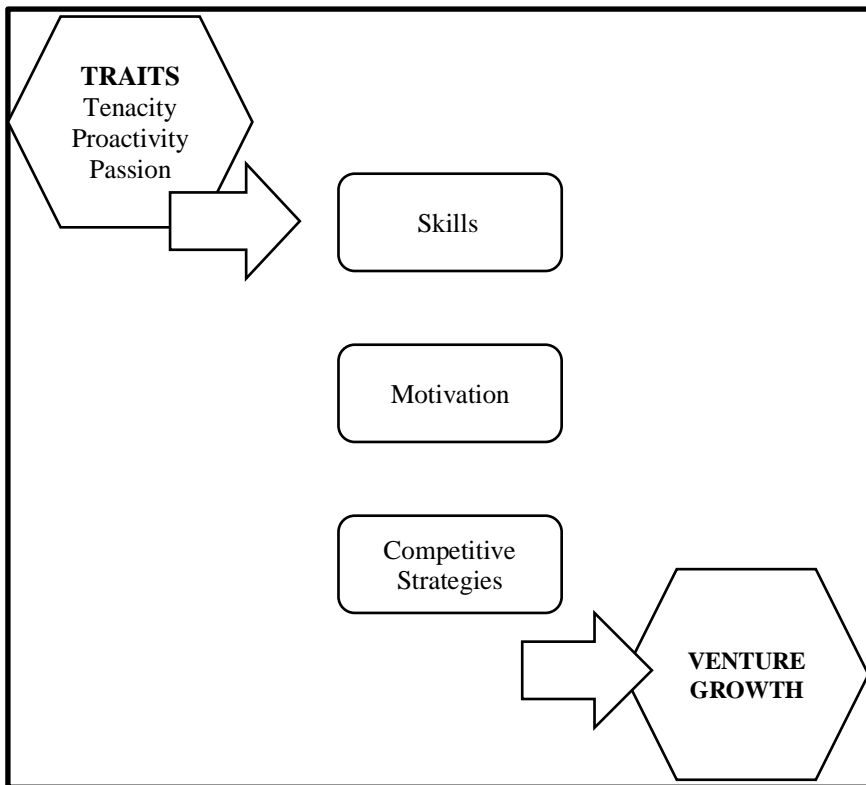 TRAITS
Tenacity
Proactivity
Passion
Skills
Motivation
Competitive
Strategies
VENTURE
GROWTH